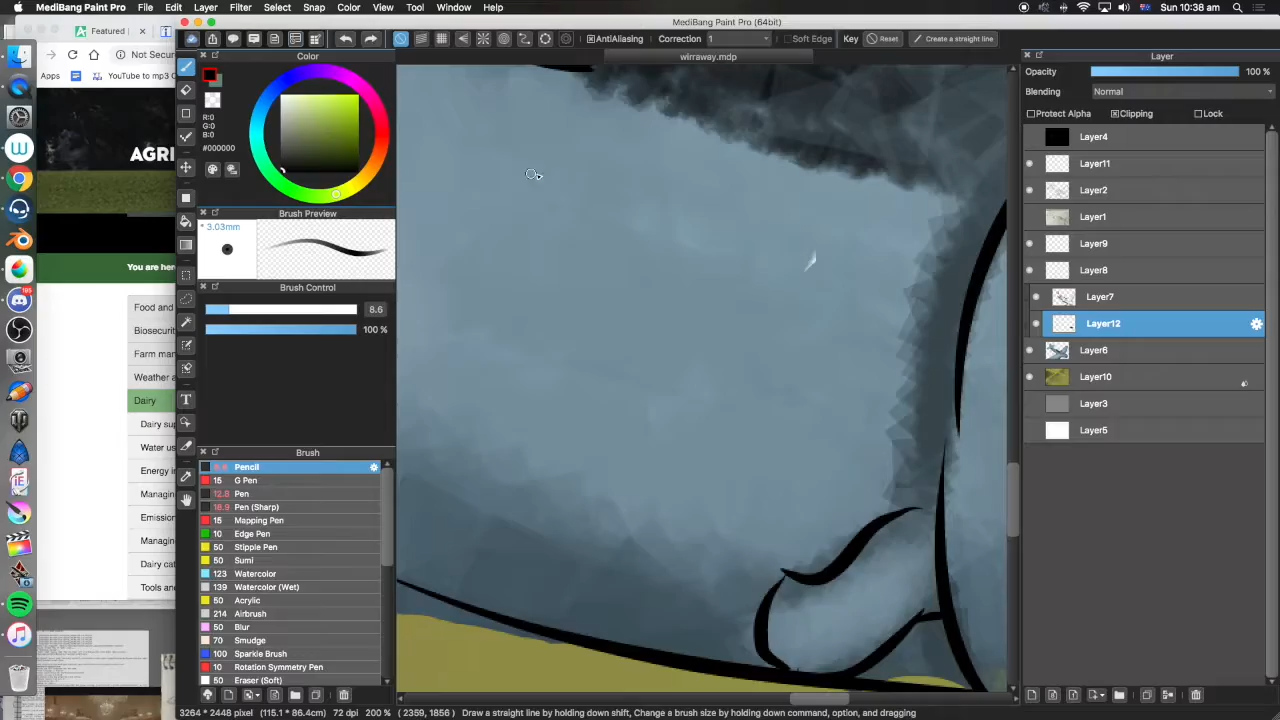 MediBang Paint Pro File Edit Layer Filter Select Snap Color View Tool Window Help Sun 10:38 am
MediBang Paint Pro (64bit)
Featured |
Not Secure
AntiAliasing Correction 1 Soft Edge Key Reset Create a straight line
wirraway.mdp
Apps YouTube to mp3
AGRI
You are here
Food and
Biosecurity
Farm man
Weather a
Dairy
Dairy sup
Water us
Energy in
Managin
Emission
Managin
Dairy cat
Tools an
195
Color
R:0
G:0
B:0
#000000
Brush Preview
* 3.03mm
Brush Control
8.6
100 %
Brush
8.6 Pencil
15 G Pen
12.8 Pen
16.9 Pen (Sharp)
15 Mapping Pen
10 Edge Pen
50 Stipple Pen
50 Sumi
123 Watercolor
139 Watercolor (Wet)
50 Acrylic
214 Airbrush
50 Blur
70 Smudge
100 Sparkle Brush
10 Rotation Symmetry Pen
50 Eraser (Soft)
Layer
Opacity 100 %
Blending Normal
Protect Alpha Clipping Lock
Layer4
Layer11
Layer2
Layer1
Layer9
Layer8
Layer7
Layer12
Layer6
Layer10
Layer3
Layer5
3264 * 2448 pixel (115.1 * 86.4cm) 72 dpi 200 % (2359, 1856) Draw a straight line by holding down shift, Change a brush size by holding down command, option, and dragging